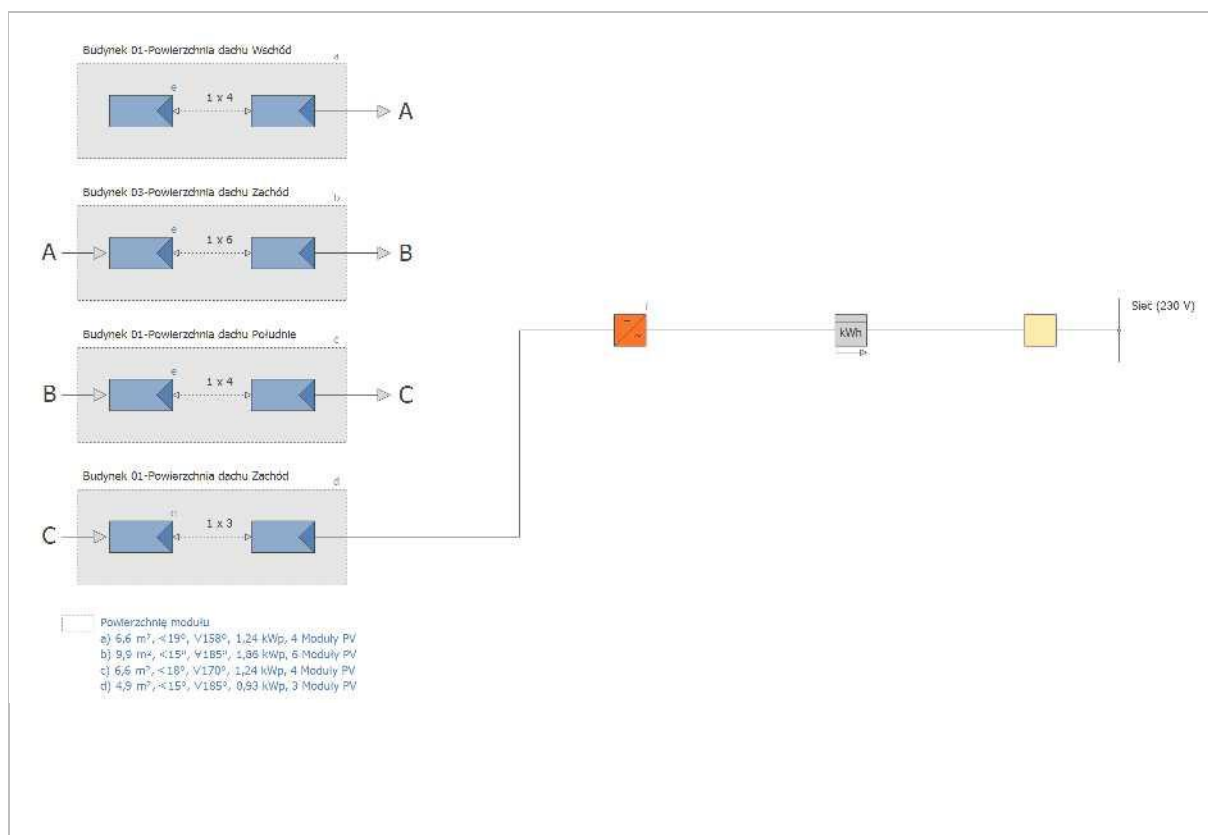 Budynek 01-Powierzchnia dachu Wschód
a
e
1 x 4
A
Budynek 03-Powierzchnia dachu Zachód
b
e
A
1 x 6
B
Budynek 01-Powierzchnia dachu Południe
c
e
B
1 x 4
C
Budynek 01-Powierzchnia dachu Zachód
d
C
1 x 3
kWh
Sieć (230 V)
Powierzchnię modułu
a) 6,6 m², <19°, V158°, 1,24 kWp, 4 Moduły PV
b) 9,9 m², <15°, V185°, 1,86 kWp, 6 Moduły PV
c) 6,6 m², <18°, V170°, 1,24 kWp, 4 Moduły PV
d) 4,9 m², <15°, V185°, 0,93 kWp, 3 Moduły PV